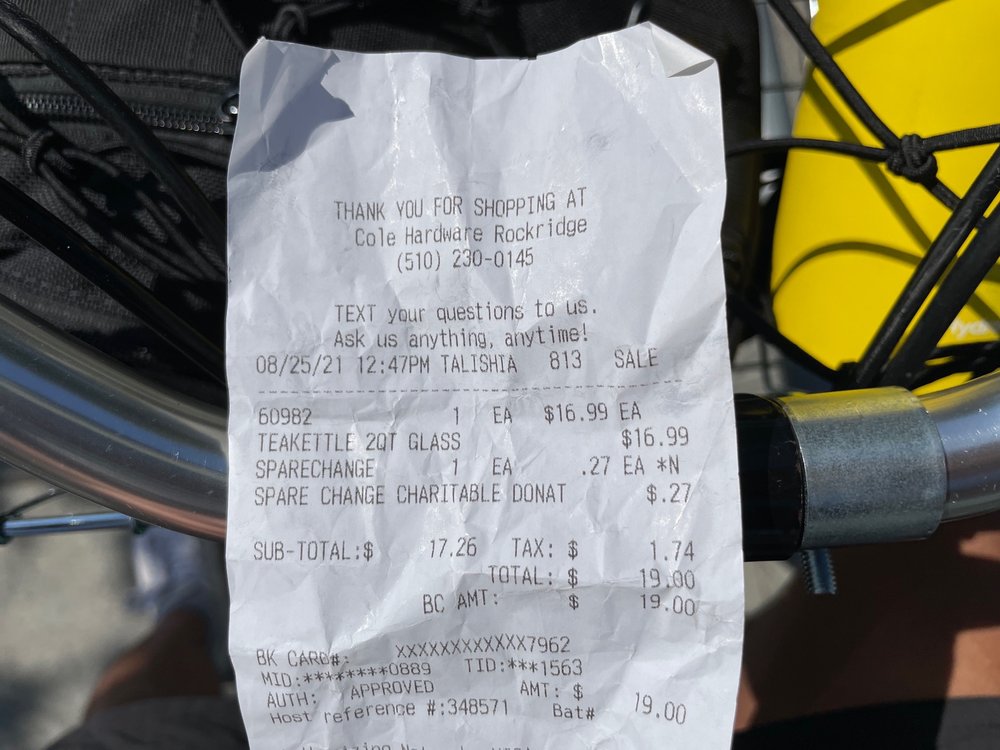 THANK YOU FOR SHOPPING AT
Cole Hardware Rockridge
(510) 230-0145
TEXT your questions to us.
Ask us anything, anytime!
08/25/21 12:47PM TALISHIA 813 SALE
60982 1 EA $16.99 EA
TEAKETTLE 2QT GLASS $16.99
SPARECHANGE 1 EA .27 EA *N
SPARE CHANGE CHARITABLE DONAT $.27
SUB-TOTAL:$ 17.26 TAX: $ 1.74
TOTAL: $ 19.00
BC AMT: $ 19.00
BK CARD#: XXXXXXXXXXXX7962
MID:********0889 TID:***1563
AUTH: APPROVED AMT: $ 19.00
Host reference #:348571 Bat#